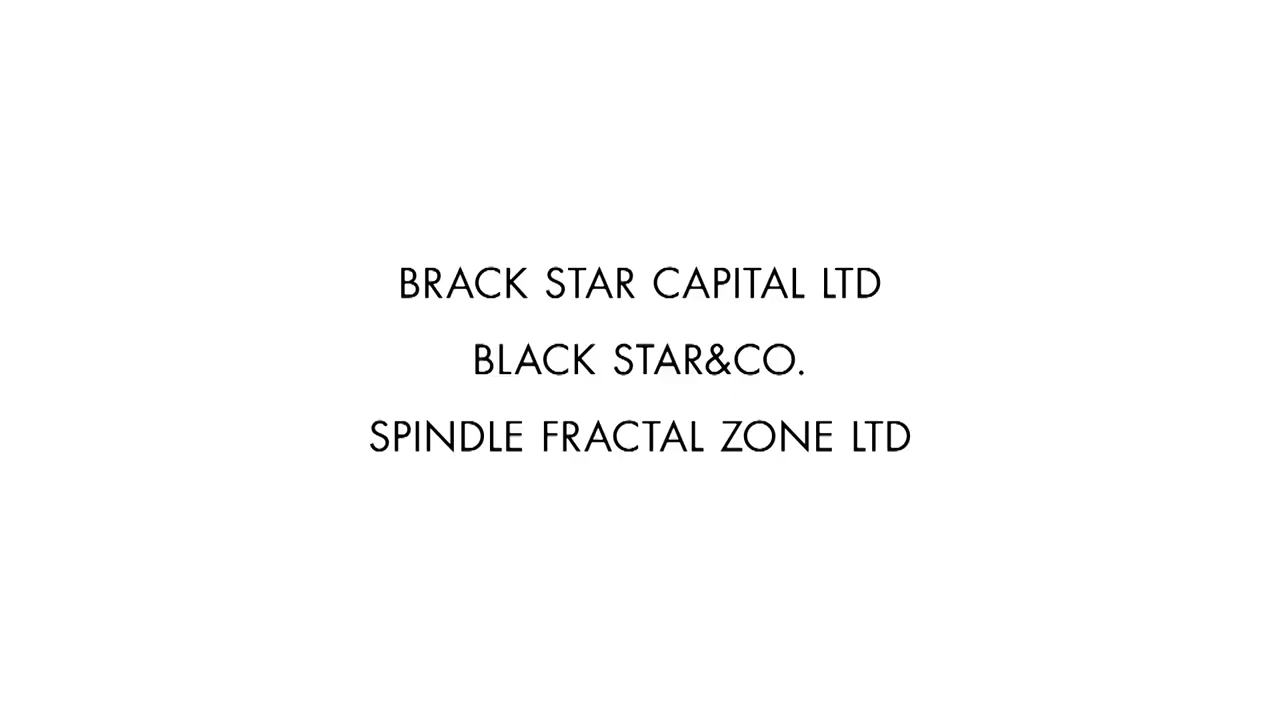 BRACK STAR CAPITAL LTD
BLACK STAR&CO.
SPINDLE FRACTAL ZONE LTD